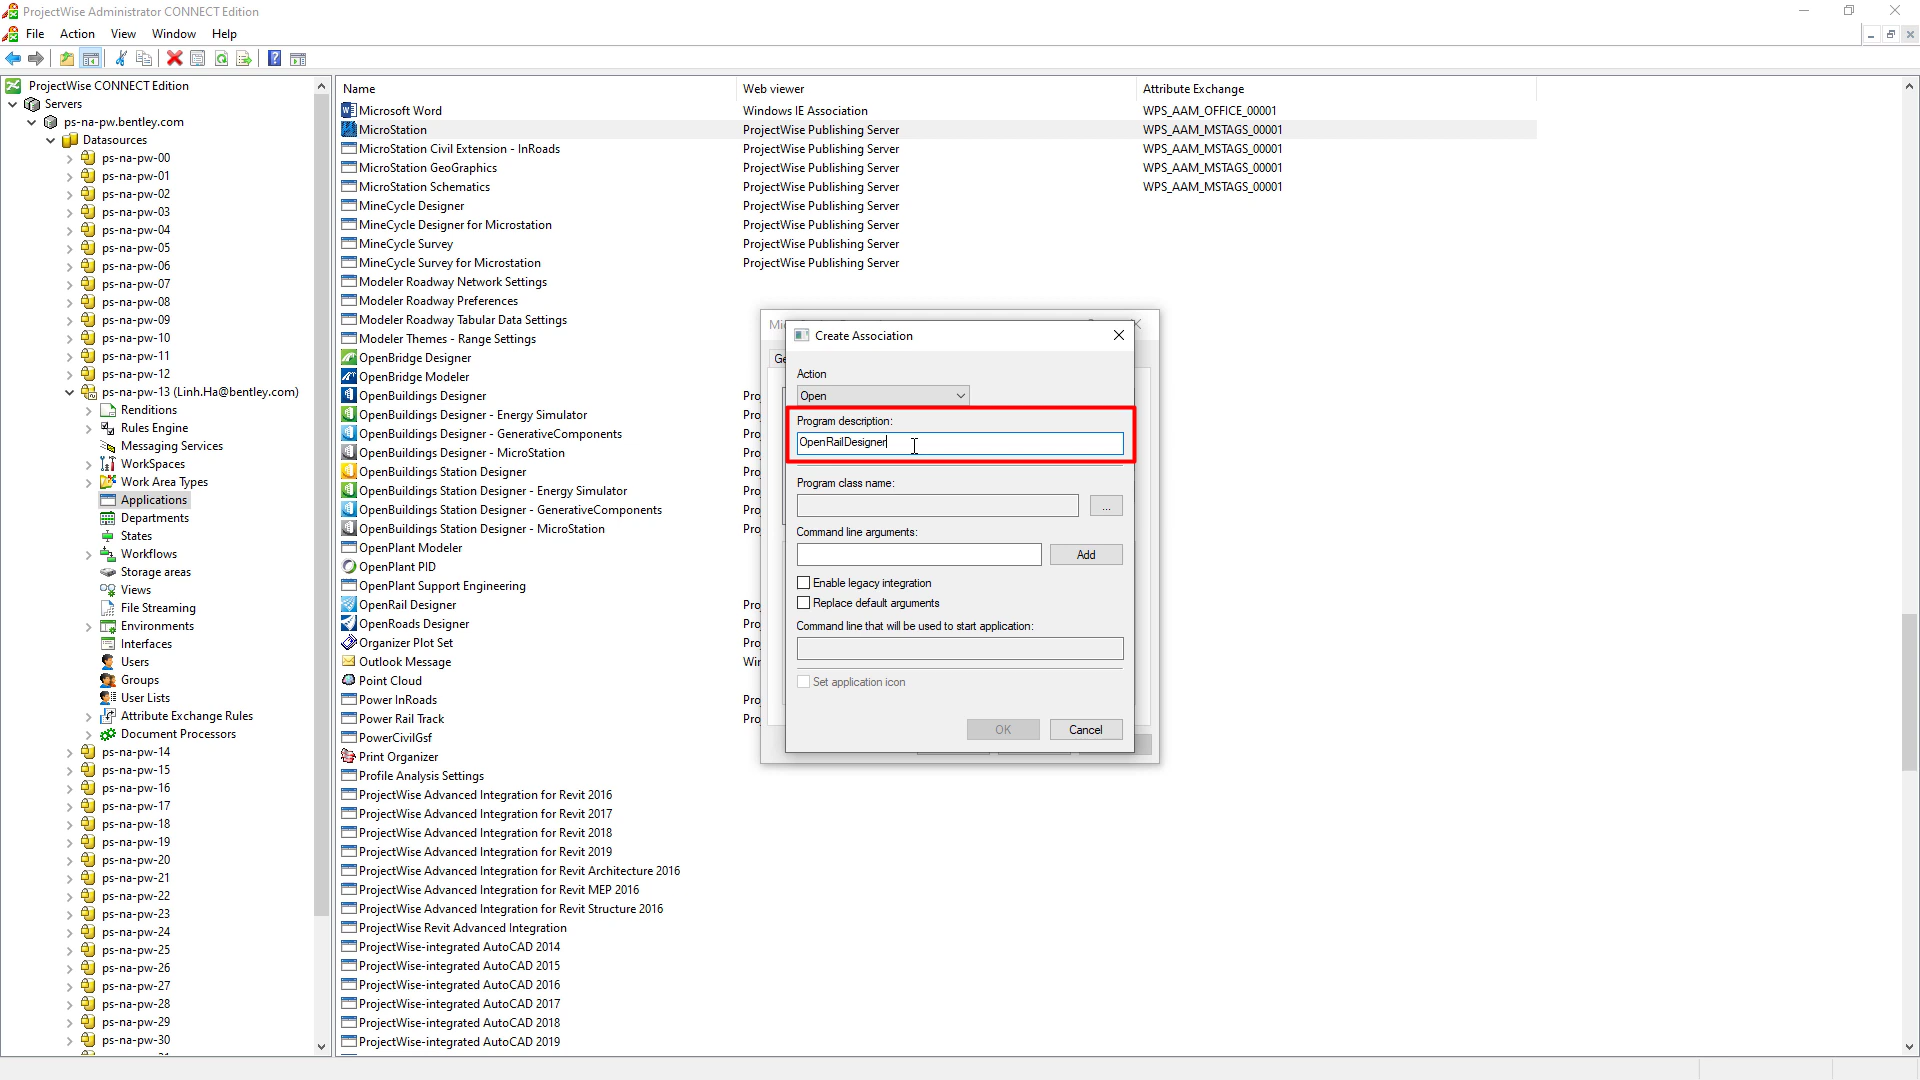 ProjectWise Administrator CONNECT Edition
File Action View Window Help
ProjectWise CONNECT Edition
Servers
ps-na-pw.bentley.com
Datasources
ps-na-pw-00
ps-na-pw-01
ps-na-pw-02
ps-na-pw-03
ps-na-pw-04
ps-na-pw-05
ps-na-pw-06
ps-na-pw-07
ps-na-pw-08
ps-na-pw-09
ps-na-pw-10
ps-na-pw-11
ps-na-pw-12
ps-na-pw-13 (Linh.Ha@bentley.com)
Renditions
Rules Engine
Messaging Services
WorkSpaces
Work Area Types
Applications
Departments
States
Workflows
Storage areas
Views
File Streaming
Environments
Interfaces
Users
Groups
User Lists
Attribute Exchange Rules
Document Processors
ps-na-pw-14
ps-na-pw-15
ps-na-pw-16
ps-na-pw-17
ps-na-pw-18
ps-na-pw-19
ps-na-pw-20
ps-na-pw-21
ps-na-pw-22
ps-na-pw-23
ps-na-pw-24
ps-na-pw-25
ps-na-pw-26
ps-na-pw-27
ps-na-pw-28
ps-na-pw-29
ps-na-pw-30
Name Web viewer Attribute Exchange
Microsoft Word Windows IE Association WPS_AAM_OFFICE_00001
MicroStation ProjectWise Publishing Server WPS_AAM_MSTAGS_00001
MicroStation Civil Extension - InRoads ProjectWise Publishing Server WPS_AAM_MSTAGS_00001
MicroStation GeoGraphics ProjectWise Publishing Server WPS_AAM_MSTAGS_00001
MicroStation Schematics ProjectWise Publishing Server WPS_AAM_MSTAGS_00001
MineCycle Designer ProjectWise Publishing Server
MineCycle Designer for Microstation ProjectWise Publishing Server
MineCycle Survey ProjectWise Publishing Server
MineCycle Survey for Microstation ProjectWise Publishing Server
Modeler Roadway Network Settings
Modeler Roadway Preferences
Modeler Roadway Tabular Data Settings
Modeler Themes - Range Settings
OpenBridge Designer
OpenBridge Modeler
OpenBuildings Designer Pro
OpenBuildings Designer - Energy Simulator Pro
OpenBuildings Designer - GenerativeComponents Pro
OpenBuildings Designer - MicroStation Pro
OpenBuildings Station Designer Pro
OpenBuildings Station Designer - Energy Simulator Pro
OpenBuildings Station Designer - GenerativeComponents Pro
OpenBuildings Station Designer - MicroStation Pro
OpenPlant Modeler
OpenPlant PID
OpenPlant Support Engineering
OpenRail Designer Pro
OpenRoads Designer Pro
Organizer Plot Set Pro
Outlook Message Wir
Point Cloud
Power InRoads Pro
Power Rail Track Pro
PowerCivilGsf
Print Organizer
Profile Analysis Settings
ProjectWise Advanced Integration for Revit 2016
ProjectWise Advanced Integration for Revit 2017
ProjectWise Advanced Integration for Revit 2018
ProjectWise Advanced Integration for Revit 2019
ProjectWise Advanced Integration for Revit Architecture 2016
ProjectWise Advanced Integration for Revit MEP 2016
ProjectWise Advanced Integration for Revit Structure 2016
ProjectWise Revit Advanced Integration
ProjectWise-integrated AutoCAD 2014
ProjectWise-integrated AutoCAD 2015
ProjectWise-integrated AutoCAD 2016
ProjectWise-integrated AutoCAD 2017
ProjectWise-integrated AutoCAD 2018
ProjectWise-integrated AutoCAD 2019
Create Association
Action
Open
Program description:
OpenRailDesigner
Program class name:
...
Command line arguments:
Add
Enable legacy integration
Replace default arguments
Command line that will be used to start application:
Set application icon
OK Cancel